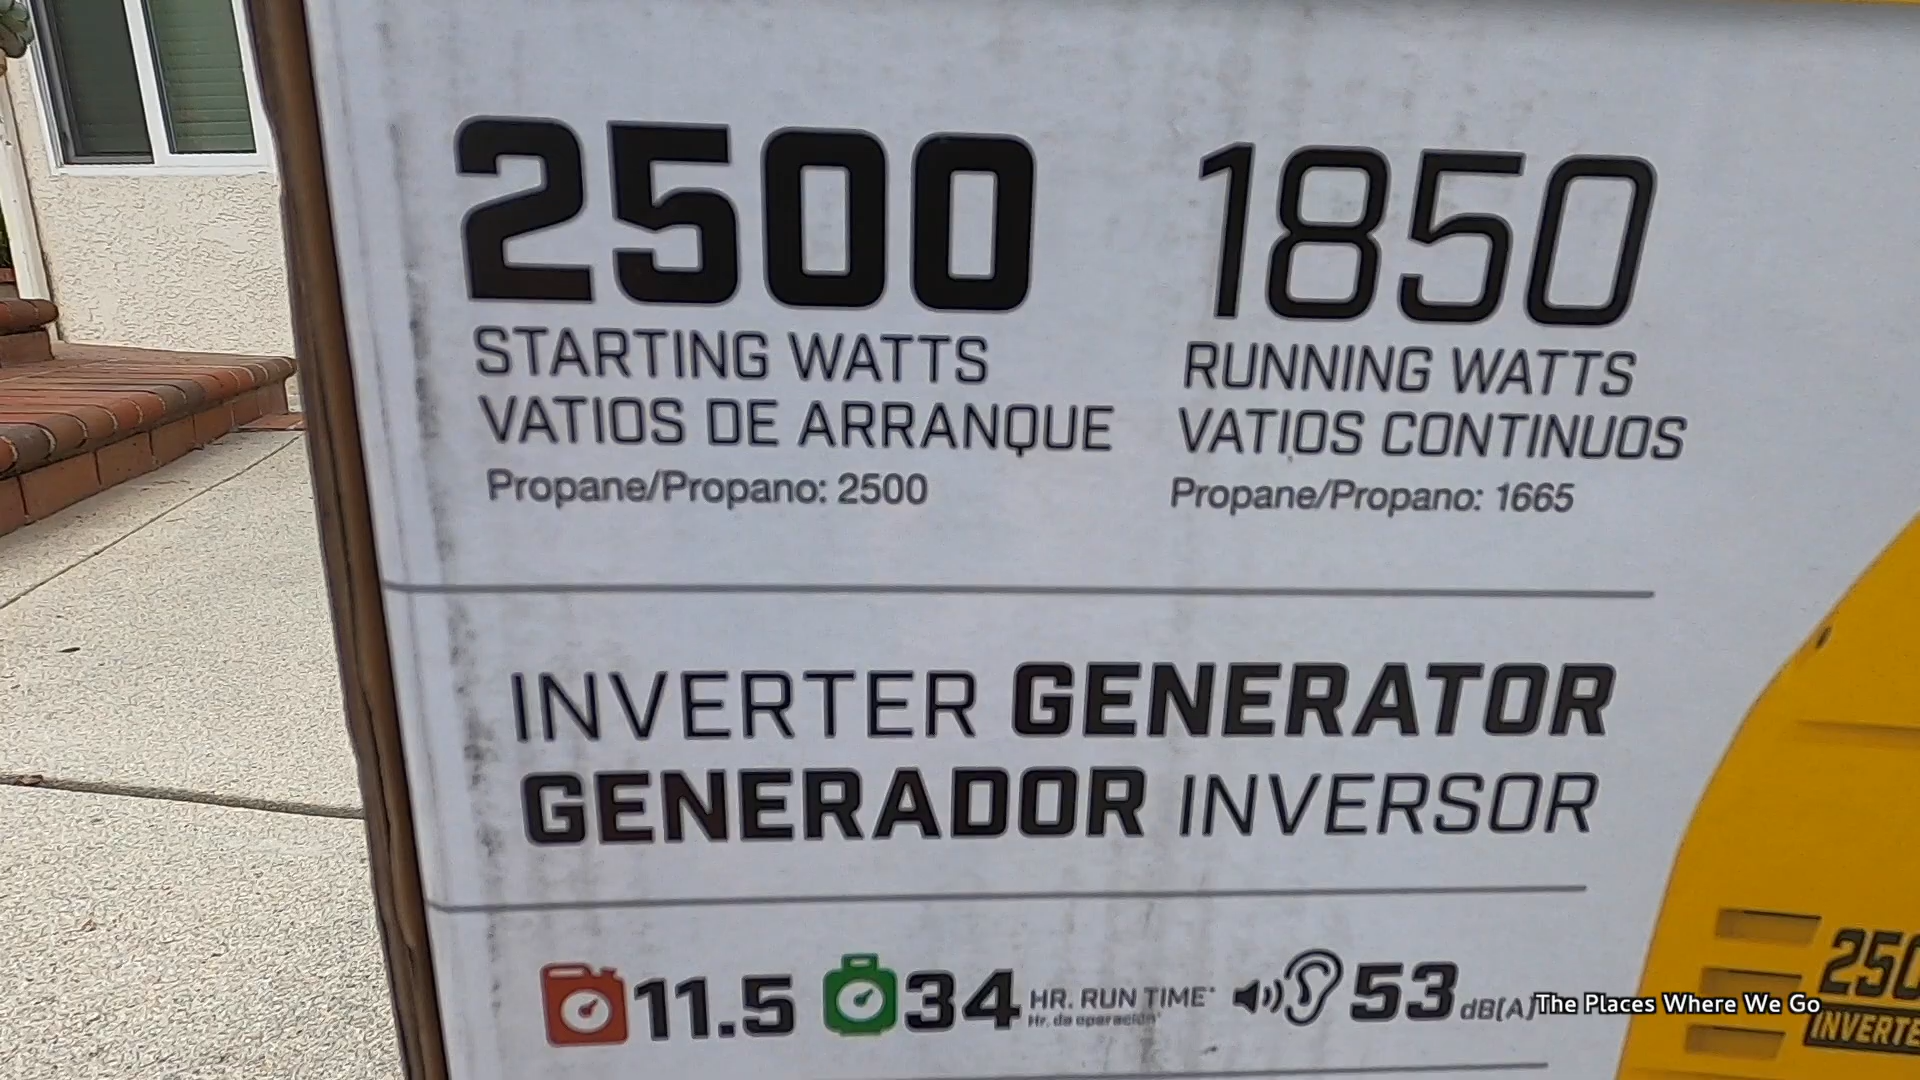 2500
STARTING WATTS
VATIOS DE ARRANQUE
Propane/Propano: 2500
1850
RUNNING WATTS
VATIOS CONTINUOS
Propane/Propano: 1665
INVERTER GENERATOR
GENERADOR INVERSOR
11.5 34 HR. RUN TIME*
Hr. de operación*
53 dB(A)
The Places Where We Go
250
INVERTE